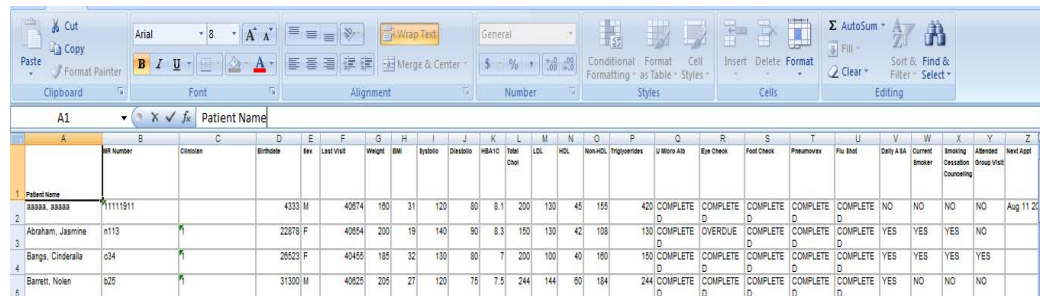 Cut
Copy
Paste
Format Painter
Clipboard
Arial
8
A A
B I U
A
Font
Wrap Text
Merge & Center
Alignment
General
$ % ,
Number
Conditional Formatting
Format as Table
Cell Styles
Styles
Insert
Delete
Format
Cells
Σ AutoSum
Fill
Clear
Sort & Filter
Find & Select
Editing
A1 fx Patient Name
A B C D E F G H I J K L M N O P Q R S T U V W X Y Z
1 Patient Name MR Number Clinician Birthdate Sex Last Visit Weight BMI Systolic Diastolic HBA1C Total Chol LDL HDL Non-HDL Triglycerides U Micro Alb Eye Check Foot Check Pneumovax Flu Shot Daily ASA Current Smoker Smoking Cessation Counseling Attended Group Visit Next Appt
2 aaaaa, aaaaa 11111911 4333 M 40674 160 31 120 80 8.1 200 130 45 155 420 COMPLETED COMPLETED COMPLETED COMPLETED COMPLETED NO NO NO NO Aug 11 20
3 Abraham, Jasmine n113 1 22878 F 40654 200 19 140 90 8.3 150 130 42 108 130 COMPLETED OVERDUE COMPLETED COMPLETED COMPLETED YES YES YES NO
4 Bangs, Cinderalla c34 1 26523 F 40455 185 32 130 80 7 200 100 40 160 150 COMPLETED COMPLETED COMPLETED COMPLETED COMPLETED YES YES YES YES
5 Barrett, Nolen b25 1 31300 M 40625 205 27 120 75 7.5 244 144 60 184 244 COMPLETED COMPLETED COMPLETED COMPLETED COMPLETED YES NO NO NO